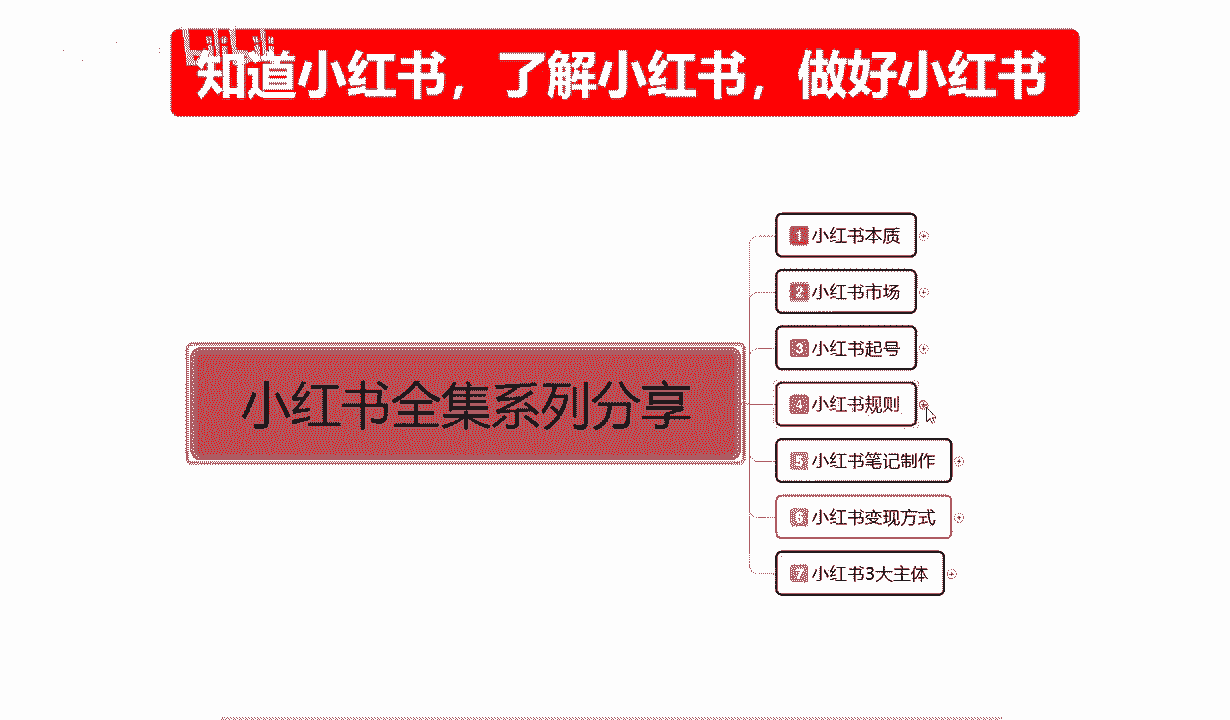 知道小红书，了解小红书，做好小红书
小红书全集系列分享
1 小红书本质
2 小红书市场
3 小红书起号
4 小红书规则
5 小红书笔记制作
6 小红书变现方式
7 小红书3大主体